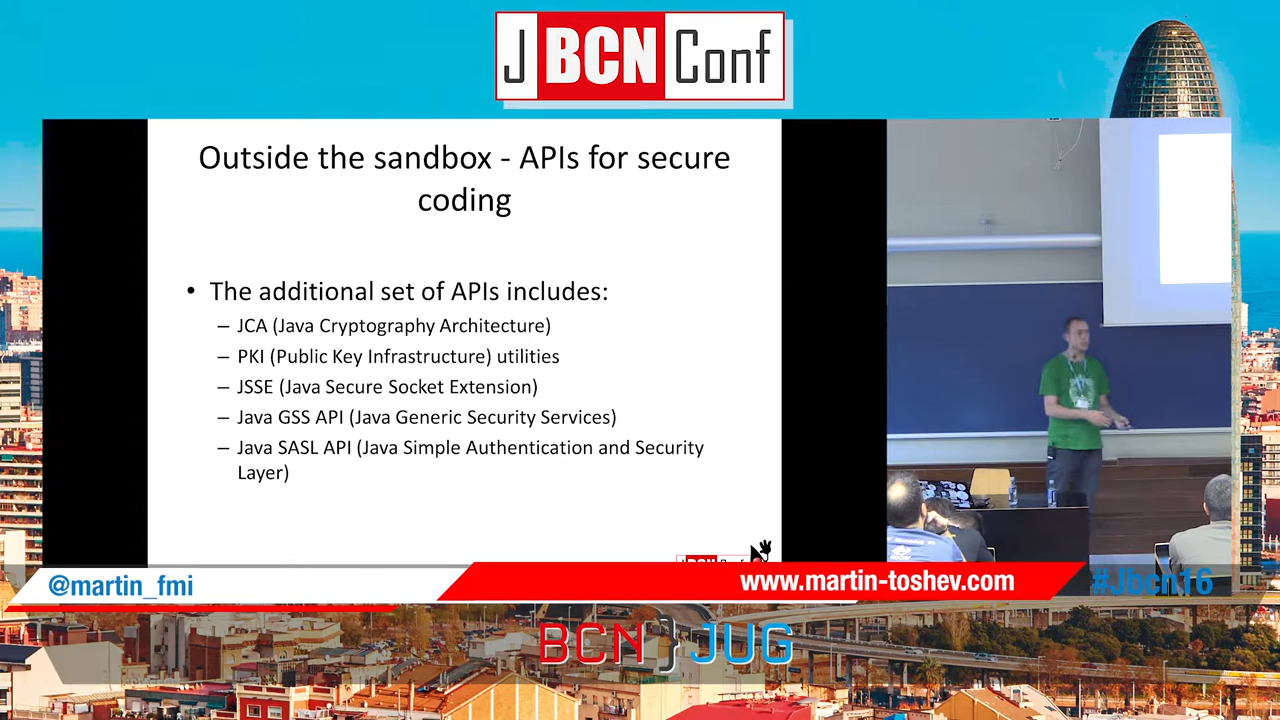 J BCN Conf
Outside the sandbox - APIs for secure
coding
• The additional set of APIs includes:
– JCA (Java Cryptography Architecture)
– PKI (Public Key Infrastructure) utilities
– JSSE (Java Secure Socket Extension)
– Java GSS API (Java Generic Security Services)
– Java SASL API (Java Simple Authentication and Security
Layer)
@martin_fmi
www.martin-toshev.com
#Jbcn16
BCN JUG